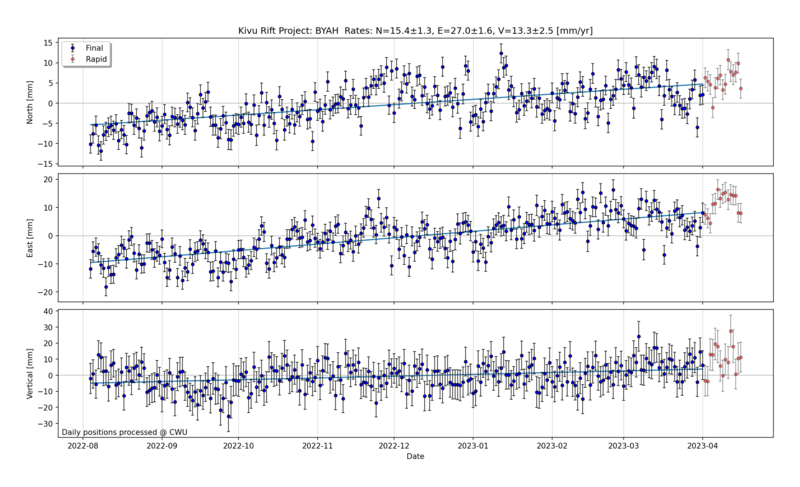 Kivu Rift Project: BYAH Rates: N=15.4±1.3, E=27.0±1.6, V=13.3±2.5 [mm/yr]
Final
Rapid
North [mm]
15
10
5
0
−5
−10
−15
East [mm]
20
10
0
−10
−20
Vertical [mm]
40
30
20
10
0
−10
−20
−30
Daily positions processed @ CWU
2022-08 2022-09 2022-10 2022-11 2022-12 2023-01 2023-02 2023-03 2023-04
Date